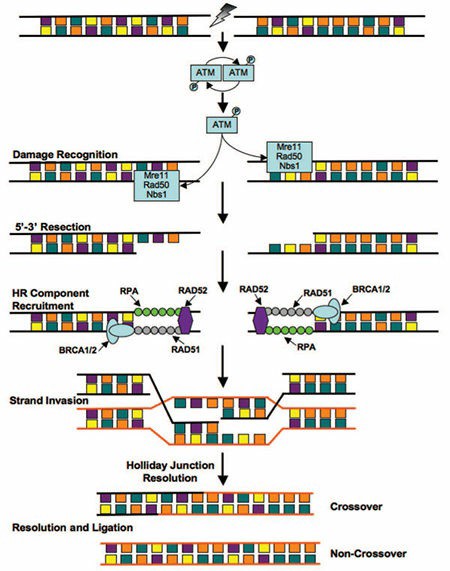 P
ATM ATM
P
P
ATM
Damage Recognition
Mre11
Rad50
Nbs1
Mre11
Rad50
Nbs1
5'-3' Resection
HR Component
Recruitment
RPA
RAD52
BRCA1/2
RAD51
RAD52
RAD51
BRCA1/2
RPA
Strand Invasion
Holliday Junction
Resolution
Crossover
Resolution and Ligation
Non-Crossover